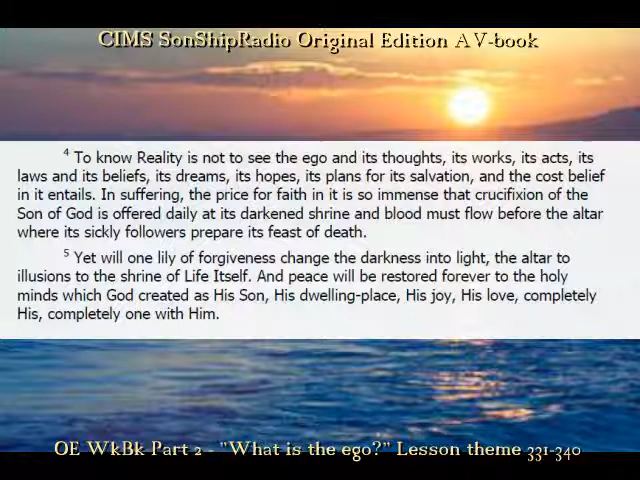 CIMS SonShipRadio Original Edition AV-book
4 To know Reality is not to see the ego and its thoughts, its works, its acts, its
laws and its beliefs, its dreams, its hopes, its plans for its salvation, and the cost belief
in it entails. In suffering, the price for faith in it is so immense that crucifixion of the
Son of God is offered daily at its darkened shrine and blood must flow before the altar
where its sickly followers prepare its feast of death.
5 Yet will one lily of forgiveness change the darkness into light, the altar to
illusions to the shrine of Life Itself. And peace will be restored forever to the holy
minds which God created as His Son, His dwelling-place, His joy, His love, completely
His, completely one with Him.
OE WkBk Part 2 - "What is the ego?" Lesson theme 331-340